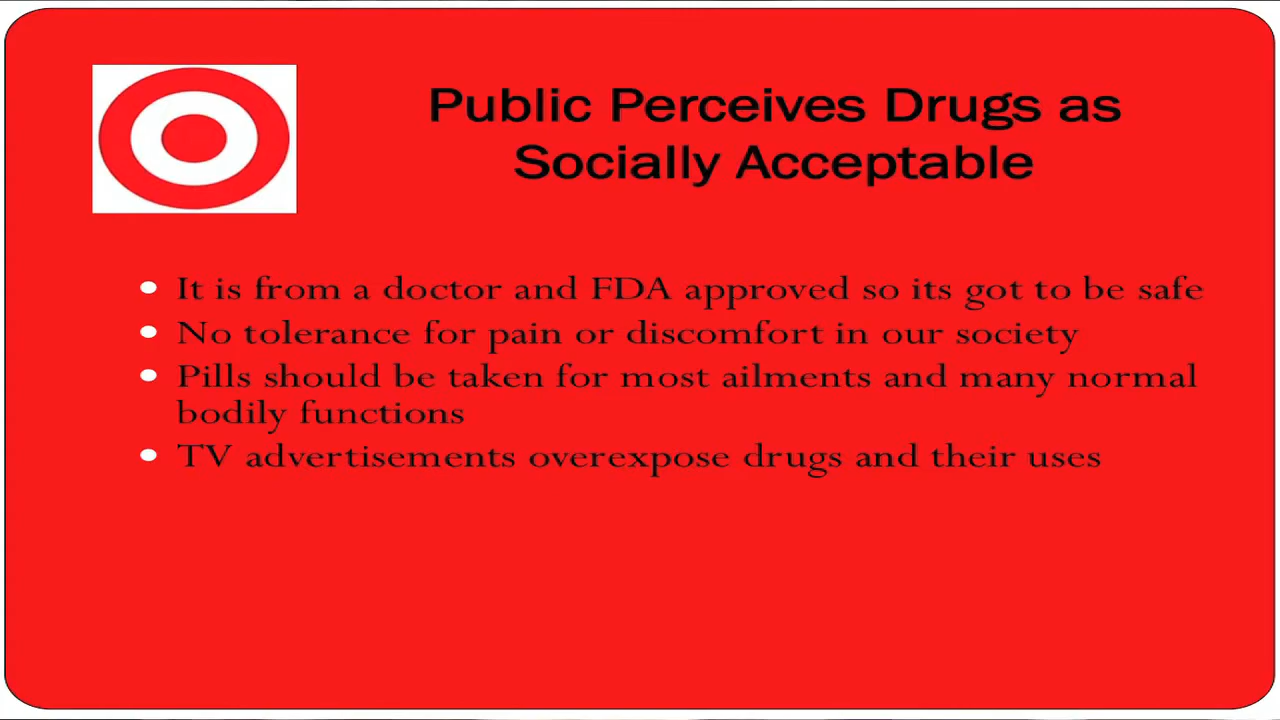 Public Perceives Drugs as
Socially Acceptable
• It is from a doctor and FDA approved so its got to be safe
• No tolerance for pain or discomfort in our society
• Pills should be taken for most ailments and many normal
bodily functions
• TV advertisements overexpose drugs and their uses